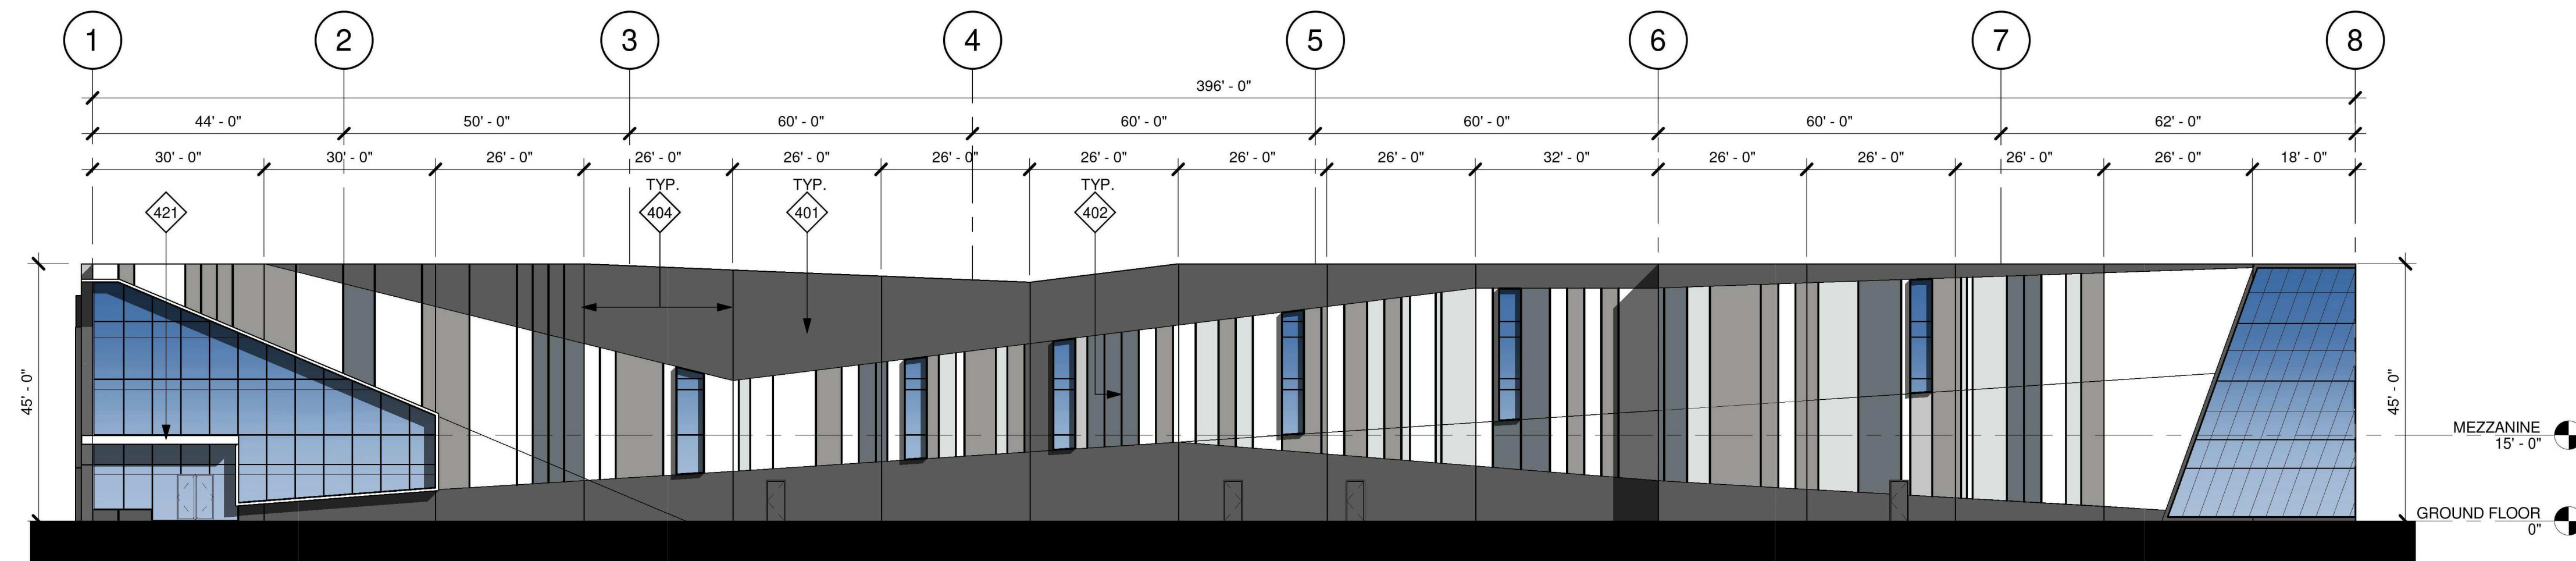 1 2 3 4 5 6 7 8
396' - 0"
44' - 0" 50' - 0" 60' - 0" 60' - 0" 60' - 0" 60' - 0" 62' - 0"
30' - 0" 30' - 0" 26' - 0" 26' - 0" 26' - 0" 26' - 0" 26' - 0" 26' - 0" 26' - 0" 32' - 0" 26' - 0" 26' - 0" 26' - 0" 26' - 0" 18' - 0"
TYP. TYP. TYP.
421 404 401 402
45' - 0"
45' - 0"
MEZZANINE
15' - 0"
GROUND FLOOR
0"